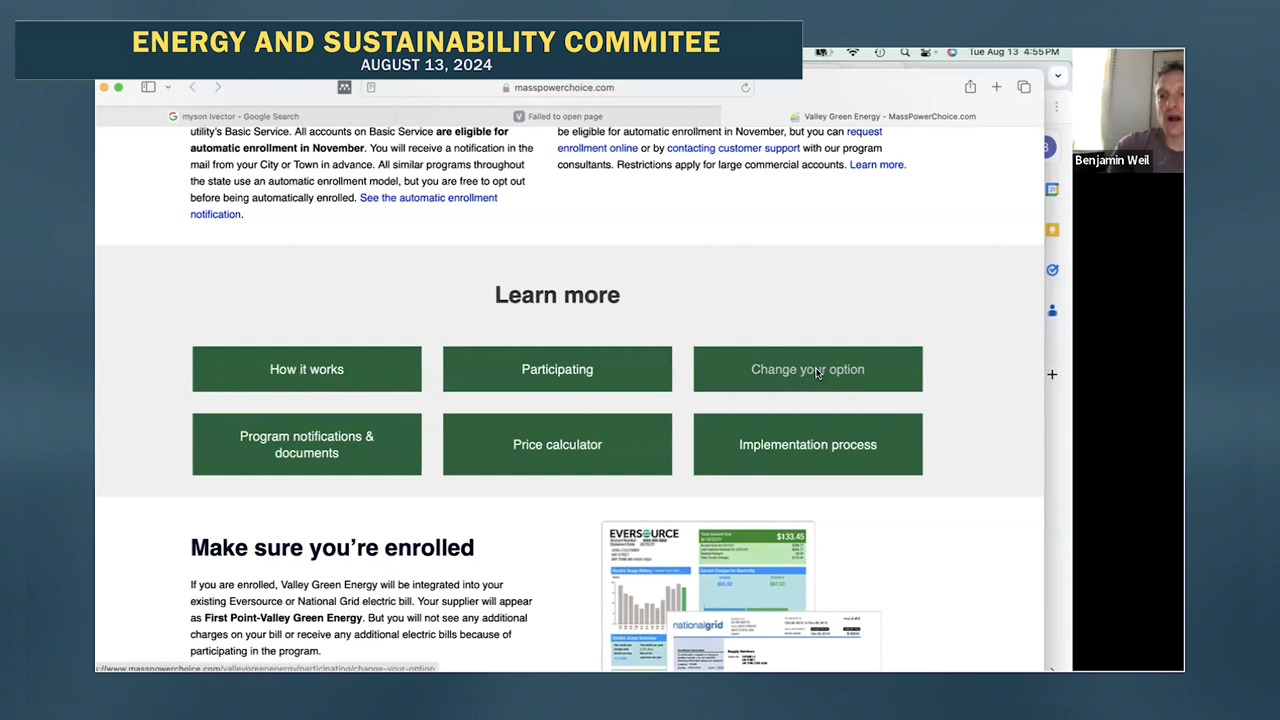 ENERGY AND SUSTAINABILITY COMMITEE
AUGUST 13, 2024
Tue Aug 13 4:55 PM
masspowerchoice.com
myson ivector - Google Search
Failed to open page
Valley Green Energy - MassPowerChoice.com
utility's Basic Service. All accounts on Basic Service are eligible for
automatic enrollment in November. You will receive a notification in the
mail from your City or Town in advance. All similar programs throughout
the state use an automatic enrollment model, but you are free to opt out
before being automatically enrolled. See the automatic enrollment
notification.
be eligible for automatic enrollment in November, but you can request
enrollment online or by contacting customer support with our program
consultants. Restrictions apply for large commercial accounts. Learn more.
Benjamin Weil
Learn more
How it works
Participating
Change your option
Program notifications &
documents
Price calculator
Implementation process
Make sure you're enrolled
If you are enrolled, Valley Green Energy will be integrated into your
existing Eversource or National Grid electric bill. Your supplier will appear
as First Point-Valley Green Energy. But you will not see any additional
charges on your bill or receive any additional electric bills because of
participating in the program.
EVERSOURCE
$133.45
nationalgrid
://www.masspowerchoice.com/valleygreenenergy/participating/change-your-option